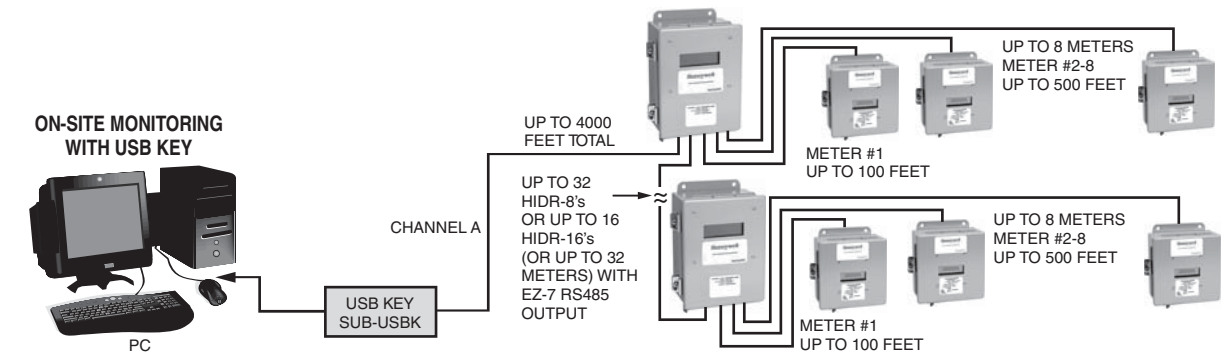 ON-SITE MONITORING
WITH USB KEY
PC
USB KEY
SUB-USBK
CHANNEL A
UP TO 4000
FEET TOTAL
UP TO 32
HIDR-8's
OR UP TO 16
HIDR-16's
(OR UP TO 32
METERS) WITH
EZ-7 RS485
OUTPUT
Honeywell
METER #1
UP TO 100 FEET
UP TO 8 METERS
METER #2-8
UP TO 500 FEET
Honeywell
METER #1
UP TO 100 FEET
UP TO 8 METERS
METER #2-8
UP TO 500 FEET